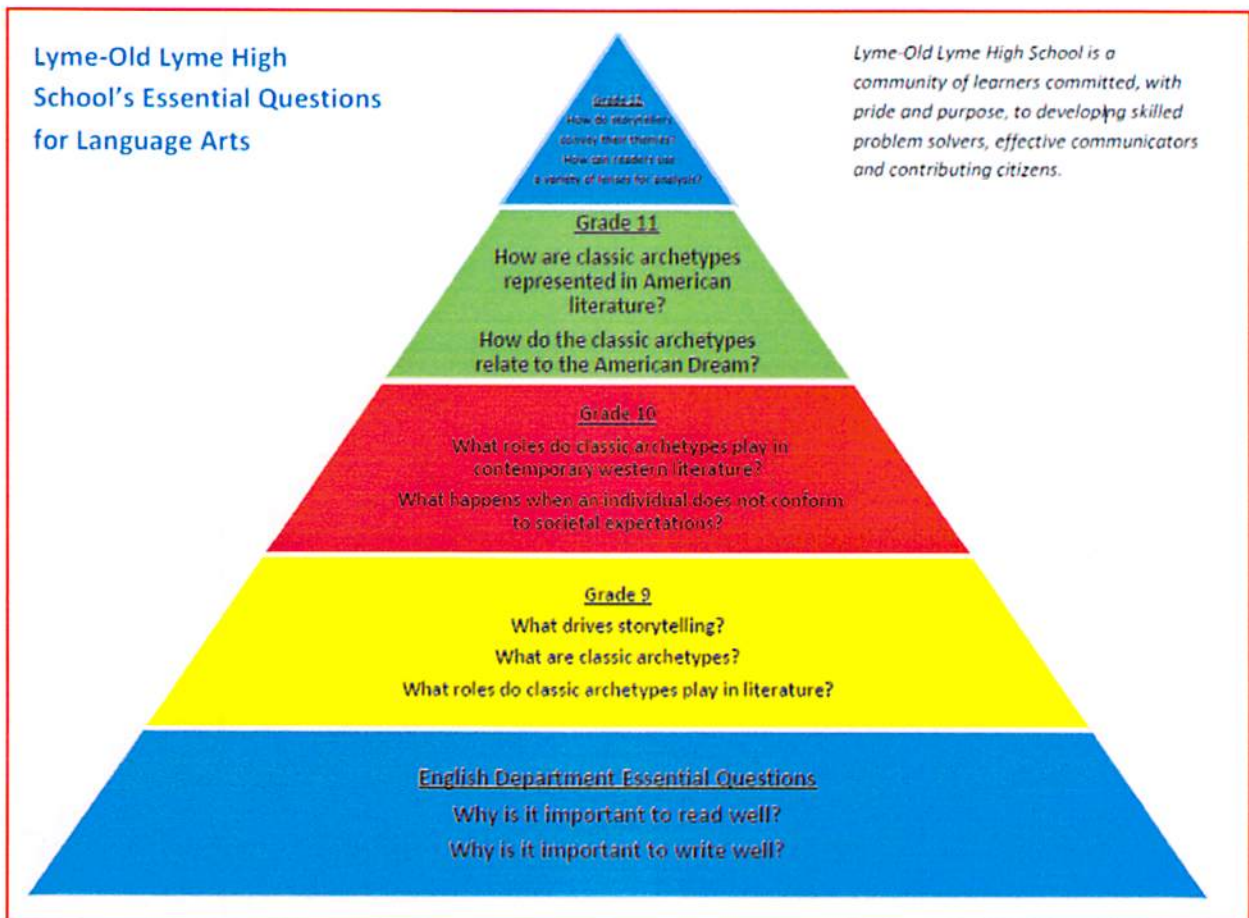 Lyme-Old Lyme High
School's Essential Questions
for Language Arts
Lyme-Old Lyme High School is a
community of learners committed, with
pride and purpose, to developing skilled
problem solvers, effective communicators
and contributing citizens.
Grade 12
How do storytellers
convey their themes?
How can readers use
a variety of lenses for analysis?
Grade 11
How are classic archetypes
represented in American
literature?
How do the classic archetypes
relate to the American Dream?
Grade 10
What roles do classic archetypes play in
contemporary western literature?
What happens when an individual does not conform
to societal expectations?
Grade 9
What drives storytelling?
What are classic archetypes?
What roles do classic archetypes play in literature?
English Department Essential Questions
Why is it important to read well?
Why is it important to write well?